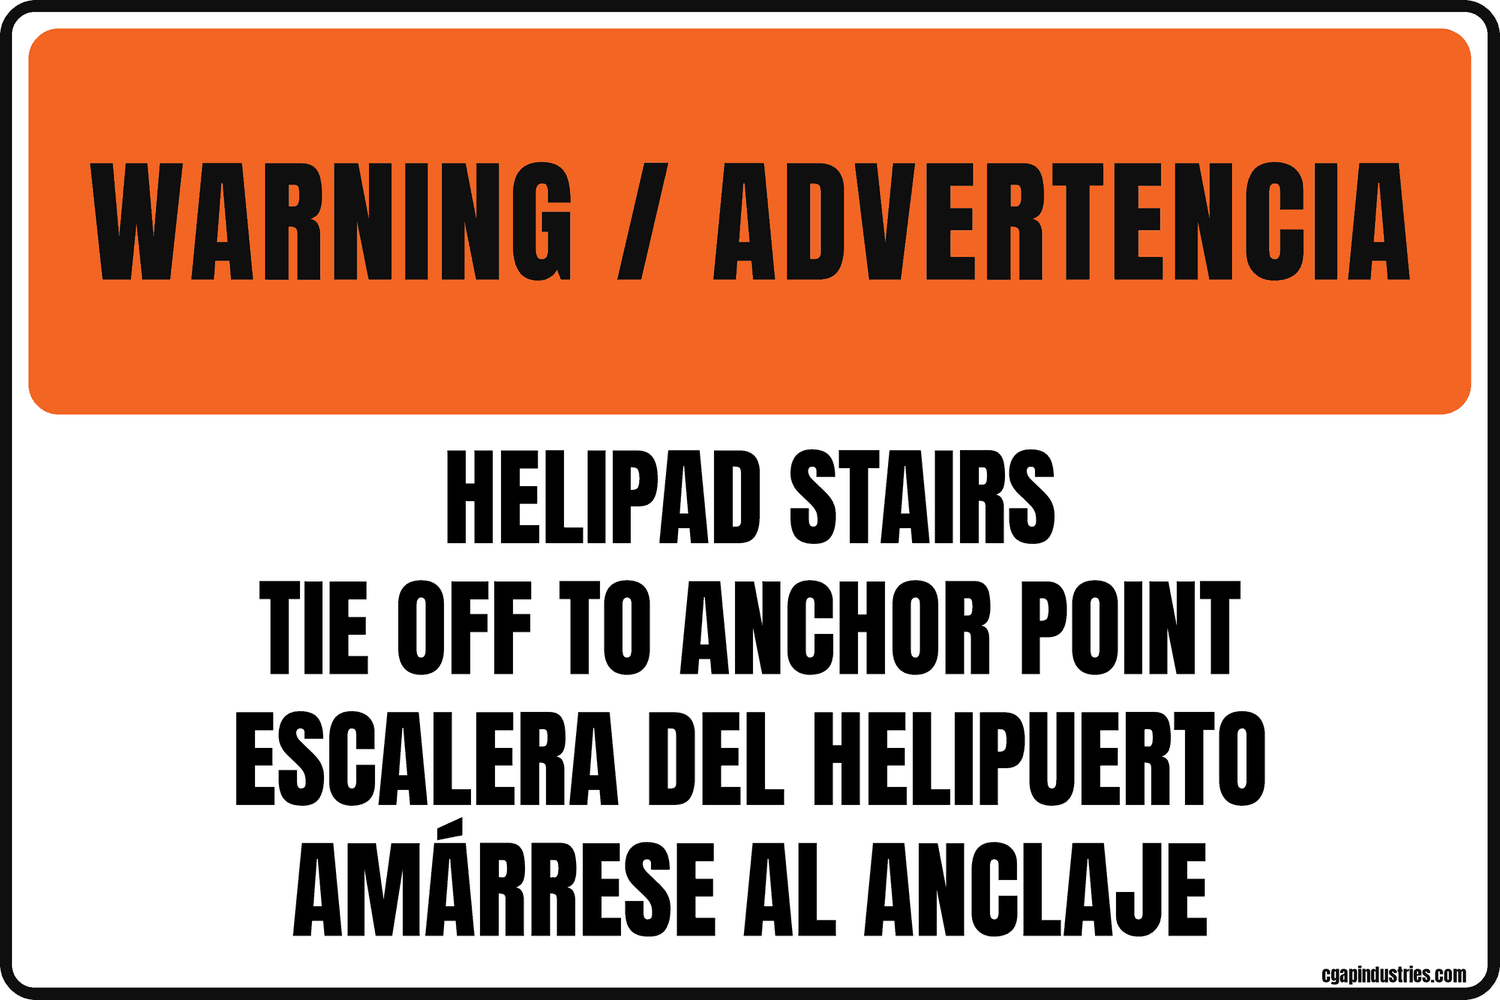 WARNING / ADVERTENCIA
HELIPAD STAIRS
TIE OFF TO ANCHOR POINT
ESCALERA DEL HELIPUERTO
AMÁRRESE AL ANCLAJE
cgapindustries.com